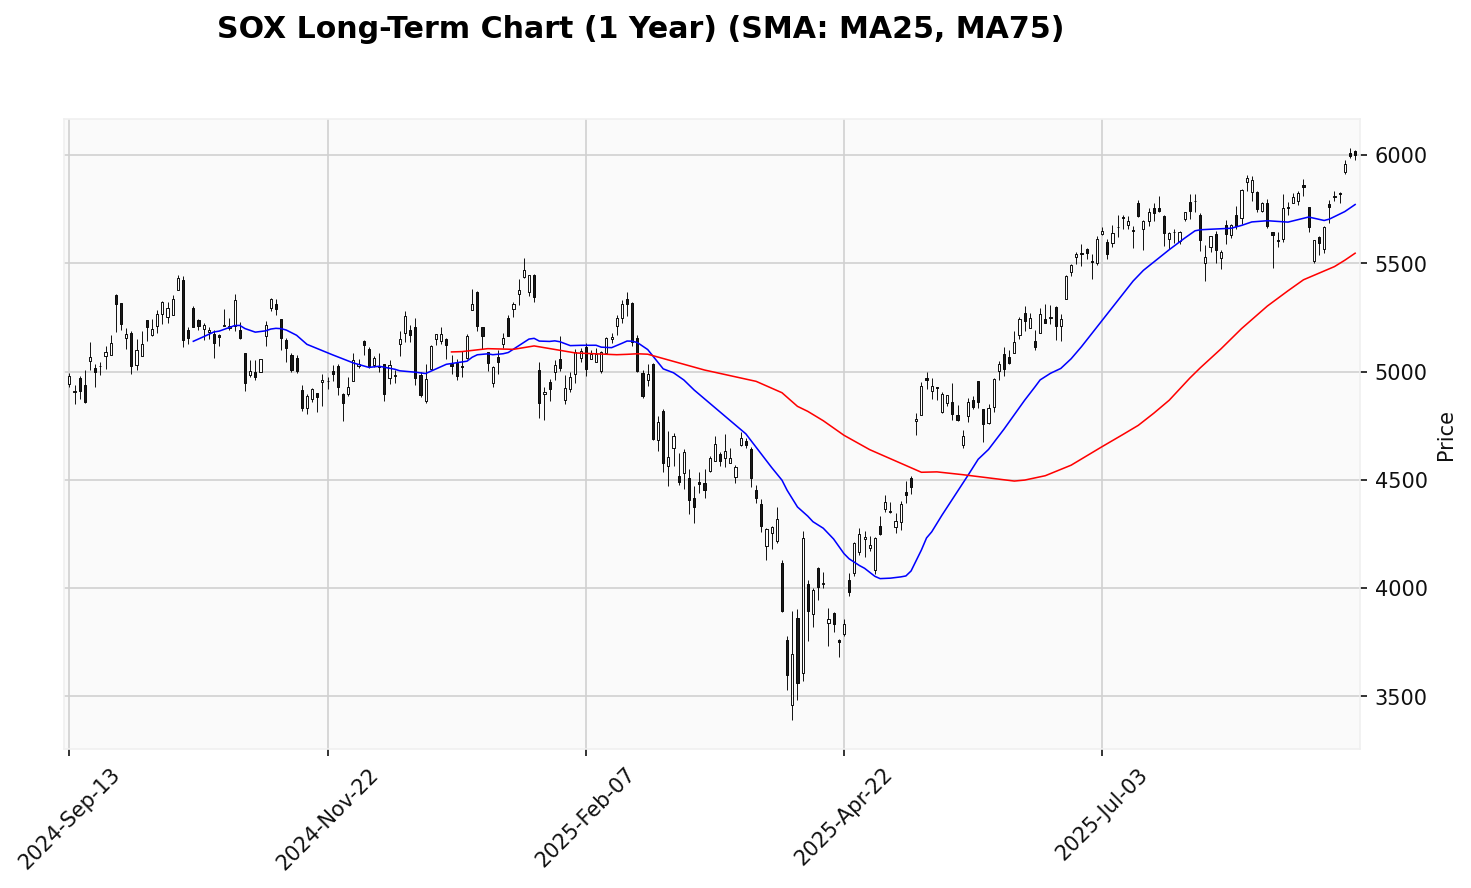 SOX Long-Term Chart (1 Year) (SMA: MA25, MA75)
6000
5500
5000
4500
4000
3500
Price
2024-Sep-13
2024-Nov-22
2025-Feb-07
2025-Apr-22
2025-Jul-03